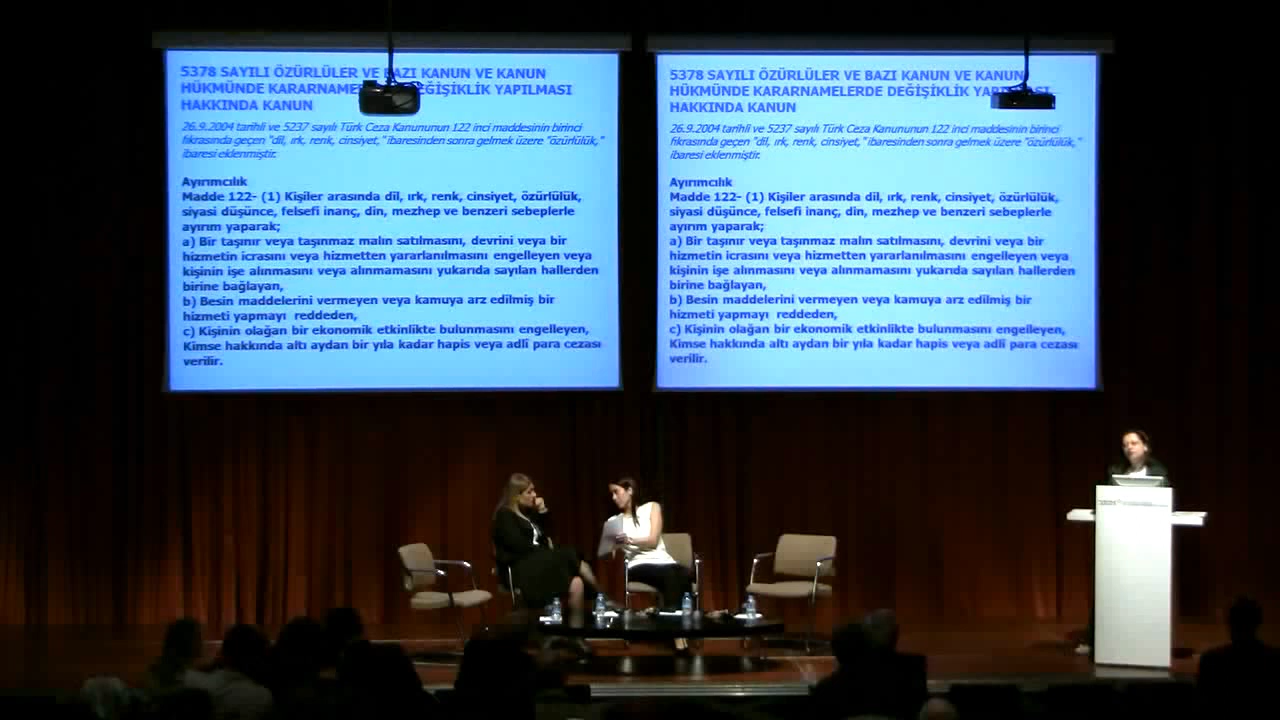 5378 SAYILI ÖZÜRLÜLER VE BAZI KANUN VE KANUN
HÜKMÜNDE KARARNAMELERDE DEĞİŞİKLİK YAPILMASI
HAKKINDA KANUN
26.9.2004 tarihli ve 5237 sayılı Türk Ceza Kanununun 122 inci maddesinin birinci
fıkrasında geçen "dil, ırk, renk, cinsiyet," ibaresinden sonra gelmek üzere "özürlülük,"
ibaresi eklenmiştir.
Ayırımcılık
Madde 122- (1) Kişiler arasında dil, ırk, renk, cinsiyet, özürlülük,
siyasi düşünce, felsefi inanç, din, mezhep ve benzeri sebeplerle
ayırım yaparak;
a) Bir taşınır veya taşınmaz malın satılmasını, devrini veya bir
hizmetin icrasını veya hizmetten yararlanılmasını engelleyen veya
kişinin işe alınmasını veya alınmamasını yukarıda sayılan hallerden
birine bağlayan,
b) Besin maddelerini vermeyen veya kamuya arz edilmiş bir
hizmeti yapmayı reddeden,
c) Kişinin olağan bir ekonomik etkinlikte bulunmasını engelleyen,
Kimse hakkında altı aydan bir yıla kadar hapis veya adlî para cezası
verilir.
5378 SAYILI ÖZÜRLÜLER VE BAZI KANUN VE KANUN
HÜKMÜNDE KARARNAMELERDE DEĞİŞİKLİK YAPILMASI
HAKKINDA KANUN
26.9.2004 tarihli ve 5237 sayılı Türk Ceza Kanununun 122 inci maddesinin birinci
fıkrasında geçen "dil, ırk, renk, cinsiyet," ibaresinden sonra gelmek üzere "özürlülük,"
ibaresi eklenmiştir.
Ayırımcılık
Madde 122- (1) Kişiler arasında dil, ırk, renk, cinsiyet, özürlülük,
siyasi düşünce, felsefi inanç, din, mezhep ve benzeri sebeplerle
ayırım yaparak;
a) Bir taşınır veya taşınmaz malın satılmasını, devrini veya bir
hizmetin icrasını veya hizmetten yararlanılmasını engelleyen veya
kişinin işe alınmasını veya alınmamasını yukarıda sayılan hallerden
birine bağlayan,
b) Besin maddelerini vermeyen veya kamuya arz edilmiş bir
hizmeti yapmayı reddeden,
c) Kişinin olağan bir ekonomik etkinlikte bulunmasını engelleyen,
Kimse hakkında altı aydan bir yıla kadar hapis veya adlî para cezası
verilir.